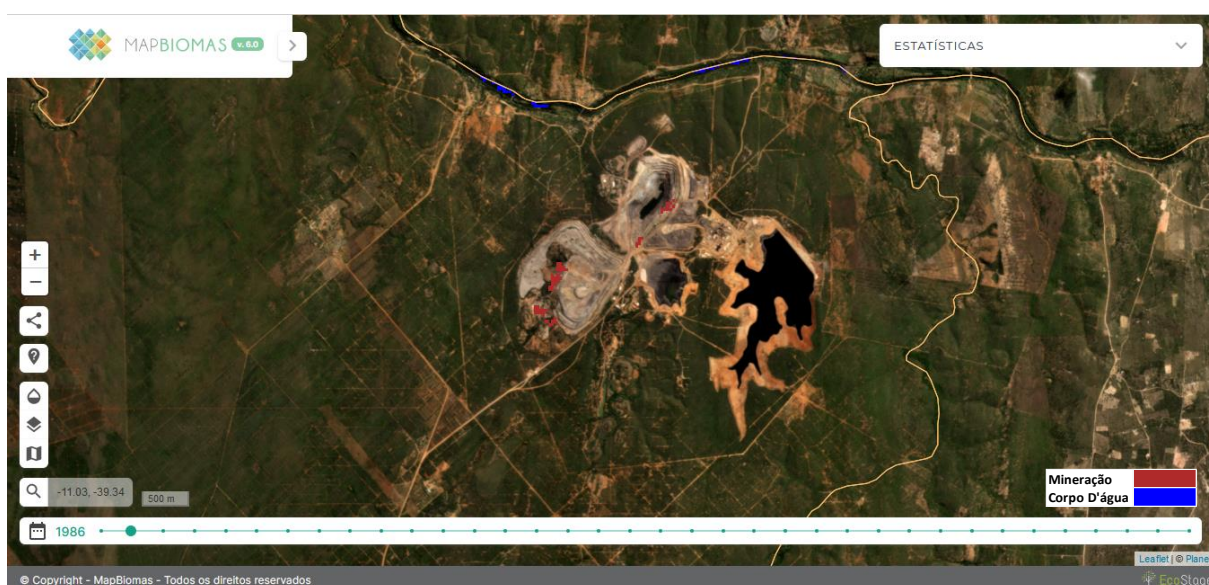 MAPBIOMAS v. 6.0
ESTATÍSTICAS
+
−
Mineração
Corpo D'água
-11.03, -39.34
500 m
1986
Leaflet | © Plane
© Copyright - MapBiomas - Todos os direitos reservados
EcoStage